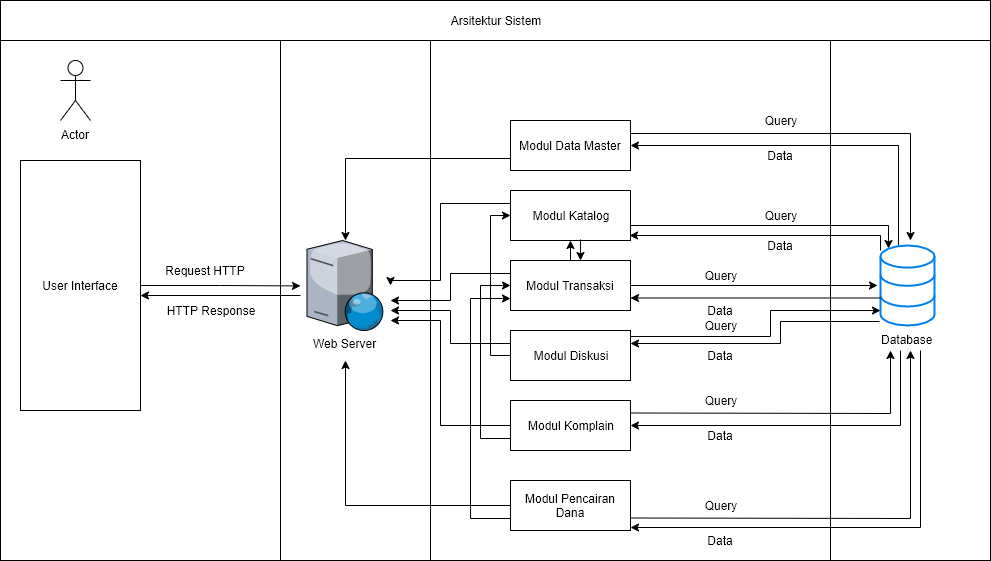 Arsitektur Sistem
Actor
User Interface
Request HTTP
HTTP Response
Web Server
Modul Data Master
Query
Data
Modul Katalog
Query
Data
Modul Transaksi
Query
Data
Modul Diskusi
Query
Data
Modul Komplain
Query
Data
Modul Pencairan
Dana
Query
Data
Database